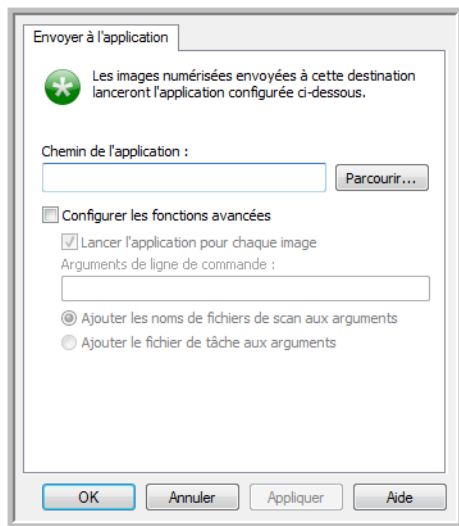 Envoyer à l'application
Les images numérisées envoyées à cette destination
lanceront l'application configurée ci-dessous.
Chemin de l'application :
Parcourir...
Configurer les fonctions avancées
Lancer l'application pour chaque image
Arguments de ligne de commande :
Ajouter les noms de fichiers de scan aux arguments
Ajouter le fichier de tâche aux arguments
OK Annuler Appliquer Aide